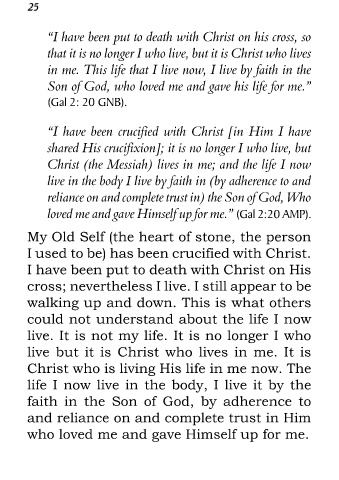 25
“I have been put to death with Christ on his cross, so
that it is no longer I who live, but it is Christ who lives
in me. This life that I live now, I live by faith in the
Son of God, who loved me and gave his life for me.”
(Gal 2: 20 GNB).
“I have been crucified with Christ [in Him I have
shared His crucifixion]; it is no longer I who live, but
Christ (the Messiah) lives in me; and the life I now
live in the body I live by faith in (by adherence to and
reliance on and complete trust in) the Son of God, Who
loved me and gave Himself up for me.” (Gal 2:20 AMP).
My Old Self (the heart of stone, the person
I used to be) has been crucified with Christ.
I have been put to death with Christ on His
cross; nevertheless I live. I still appear to be
walking up and down. This is what others
could not understand about the life I now
live. It is not my life. It is no longer I who
live but it is Christ who lives in me. It is
Christ who is living His life in me now. The
life I now live in the body, I live it by the
faith in the Son of God, by adherence to
and reliance on and complete trust in Him
who loved me and gave Himself up for me.